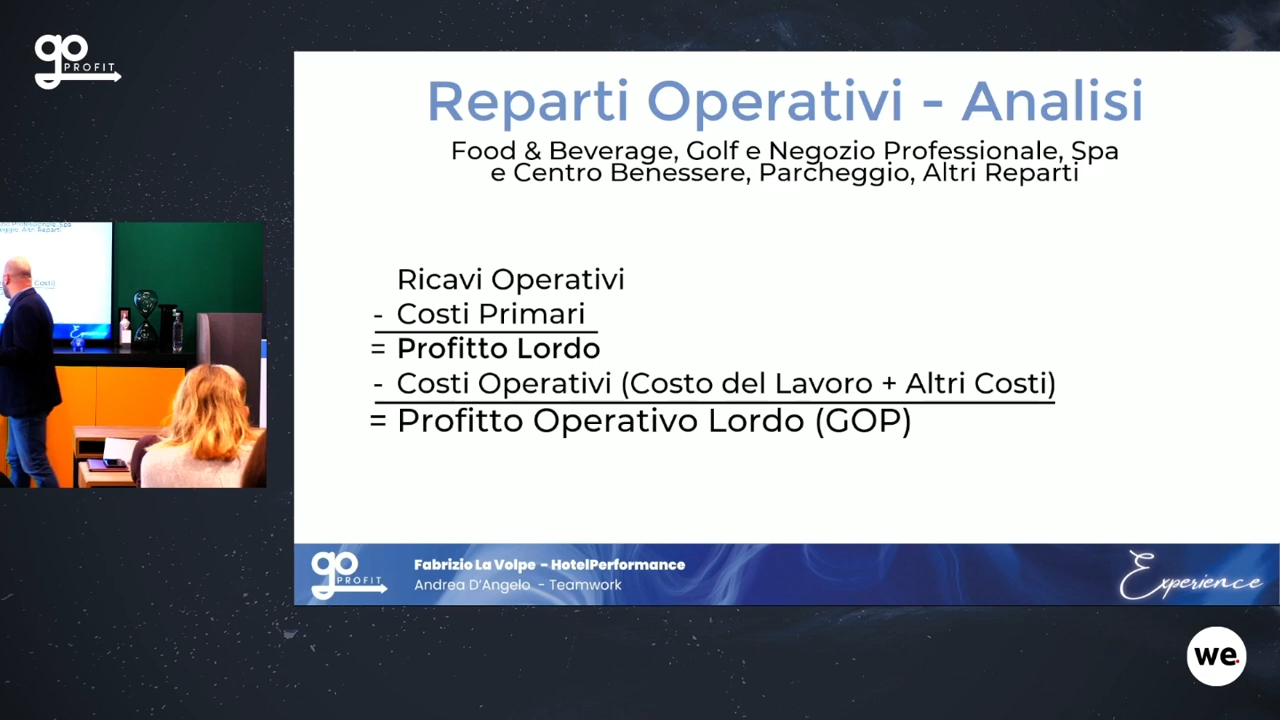 go
PROFIT
Reparti Operativi - Analisi
Food & Beverage, Golf e Negozio Professionale, Spa
e Centro Benessere, Parcheggio, Altri Reparti
Ricavi Operativi
- Costi Primari
= Profitto Lordo
- Costi Operativi (Costo del Lavoro + Altri Costi)
= Profitto Operativo Lordo (GOP)
go
PROFIT
Fabrizio La Volpe - HotelPerformance
Andrea D'Angelo - Teamwork
Experience
we.